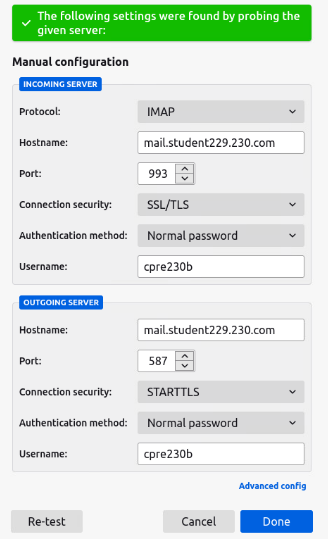 The following settings were found by probing the
given server:
Manual configuration
INCOMING SERVER
Protocol: IMAP
Hostname: mail.student229.230.com
Port: 993
Connection security: SSL/TLS
Authentication method: Normal password
Username: cpre230b
OUTGOING SERVER
Hostname: mail.student229.230.com
Port: 587
Connection security: STARTTLS
Authentication method: Normal password
Username: cpre230b
Advanced config
Re-test Cancel Done